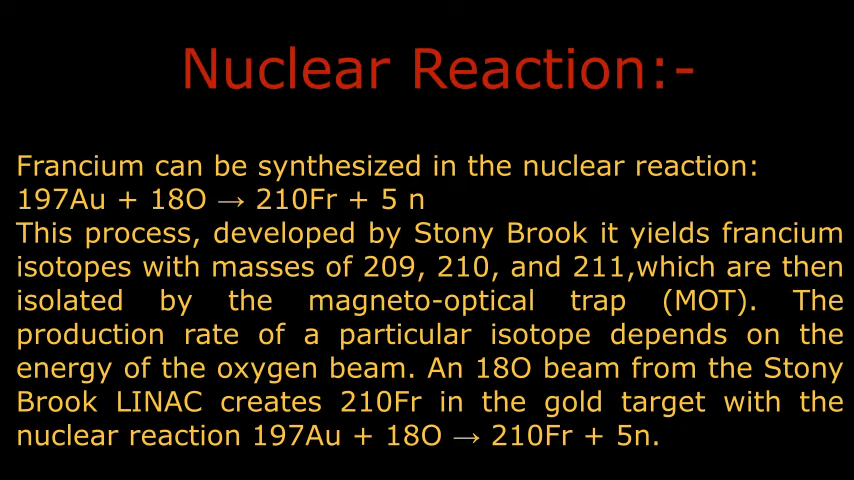 Nuclear Reaction:-
Francium can be synthesized in the nuclear reaction:
197Au + 18O → 210Fr + 5 n
This process, developed by Stony Brook it yields francium
isotopes with masses of 209, 210, and 211,which are then
isolated by the magneto-optical trap (MOT). The
production rate of a particular isotope depends on the
energy of the oxygen beam. An 18O beam from the Stony
Brook LINAC creates 210Fr in the gold target with the
nuclear reaction 197Au + 18O → 210Fr + 5n.